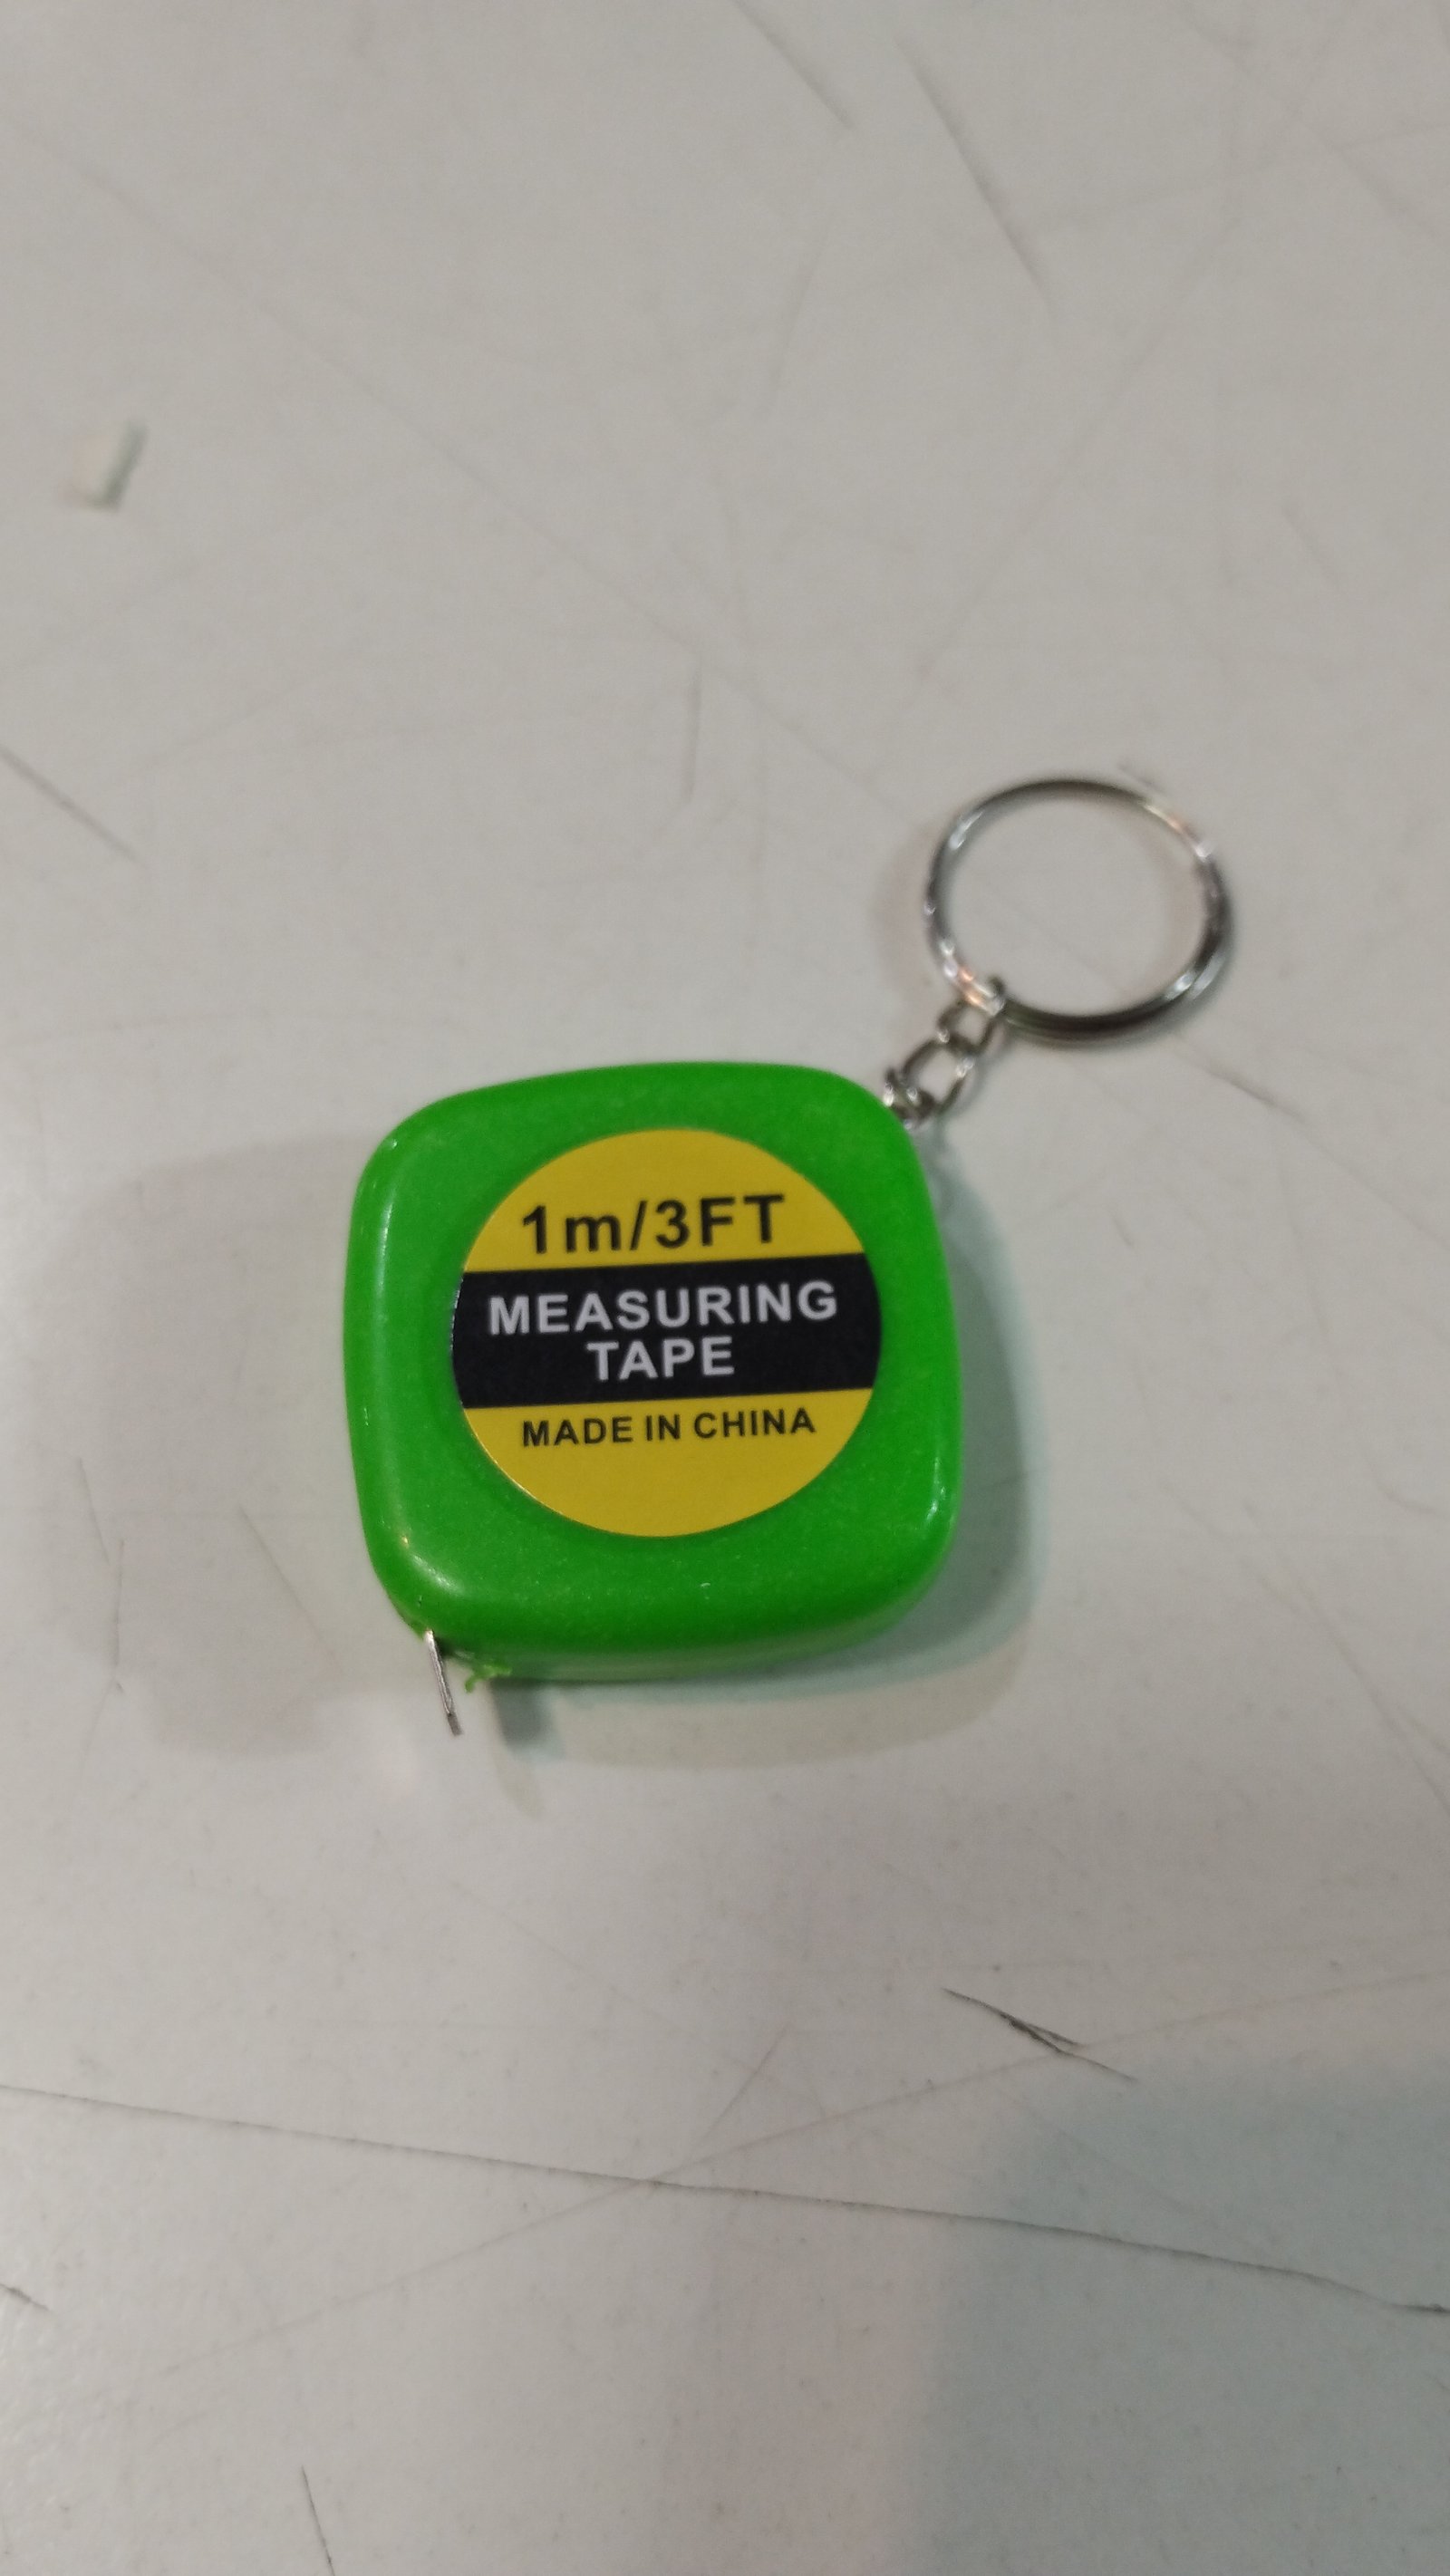 1m/3FT
MEASURING
TAPE
MADE IN CHINA